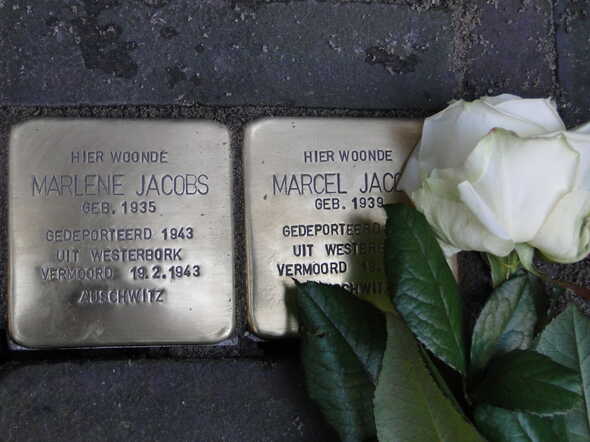 HIER WOONDE
MARLENE JACOBS
GEB. 1935
GEDEPORTEERD 1943
UIT WESTERBORK
VERMOORD 19.2.1943
AUSCHWITZ
HIER WOONDE
MARCEL
GEB. 1939
UIT
VERMOORD